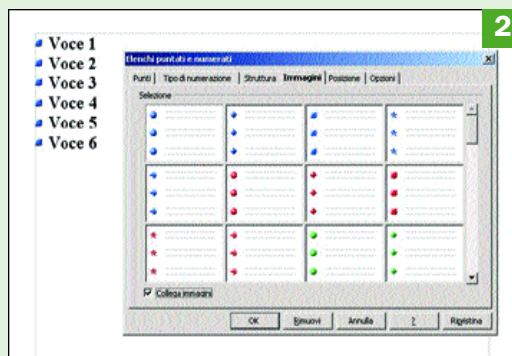 2
Voce 1
Voce 2
Voce 3
Voce 4
Voce 5
Voce 6
Elenchi puntati e numerati
Punti | Tipo di numerazione | Struttura | Immagini | Posizione | Opzioni
Selezione
Collega immagini
OK Rimuovi Annulla ? Ripristina